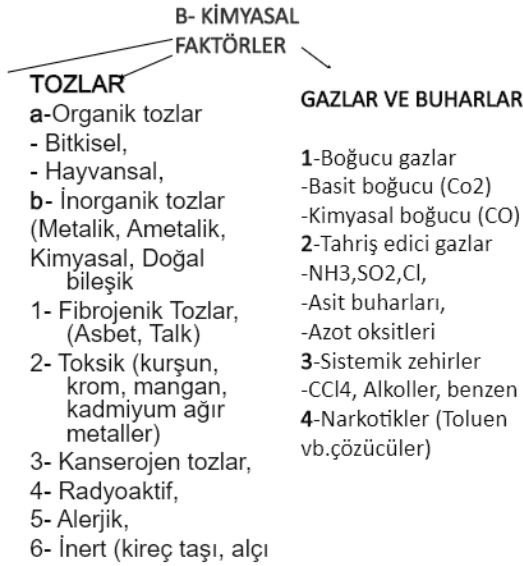 B- KİMYASAL
FAKTÖRLER
TOZLAR
a-Organik tozlar
- Bitkisel,
- Hayvansal,
b- İnorganik tozlar
(Metalik, Ametalik,
Kimyasal, Doğal
bileşik
1- Fibrojenik Tozlar,
(Asbet, Talk)
2- Toksik (kurşun,
krom, mangan,
kadmiyum ağır
metaller)
3- Kanserojen tozlar,
4- Radyoaktif,
5- Alerjik,
6- İnert (kireç taşı, alçı
GAZLAR VE BUHARLAR
1-Boğucu gazlar
-Basit boğucu (Co2)
-Kimyasal boğucu (CO)
2-Tahriş edici gazlar
-NH3,SO2,Cl,
-Asit buharları,
-Azot oksitleri
3-Sistemik zehirler
-CCl4, Alkoller, benzen
4-Narkotikler (Toluen
vb.çözücüler)